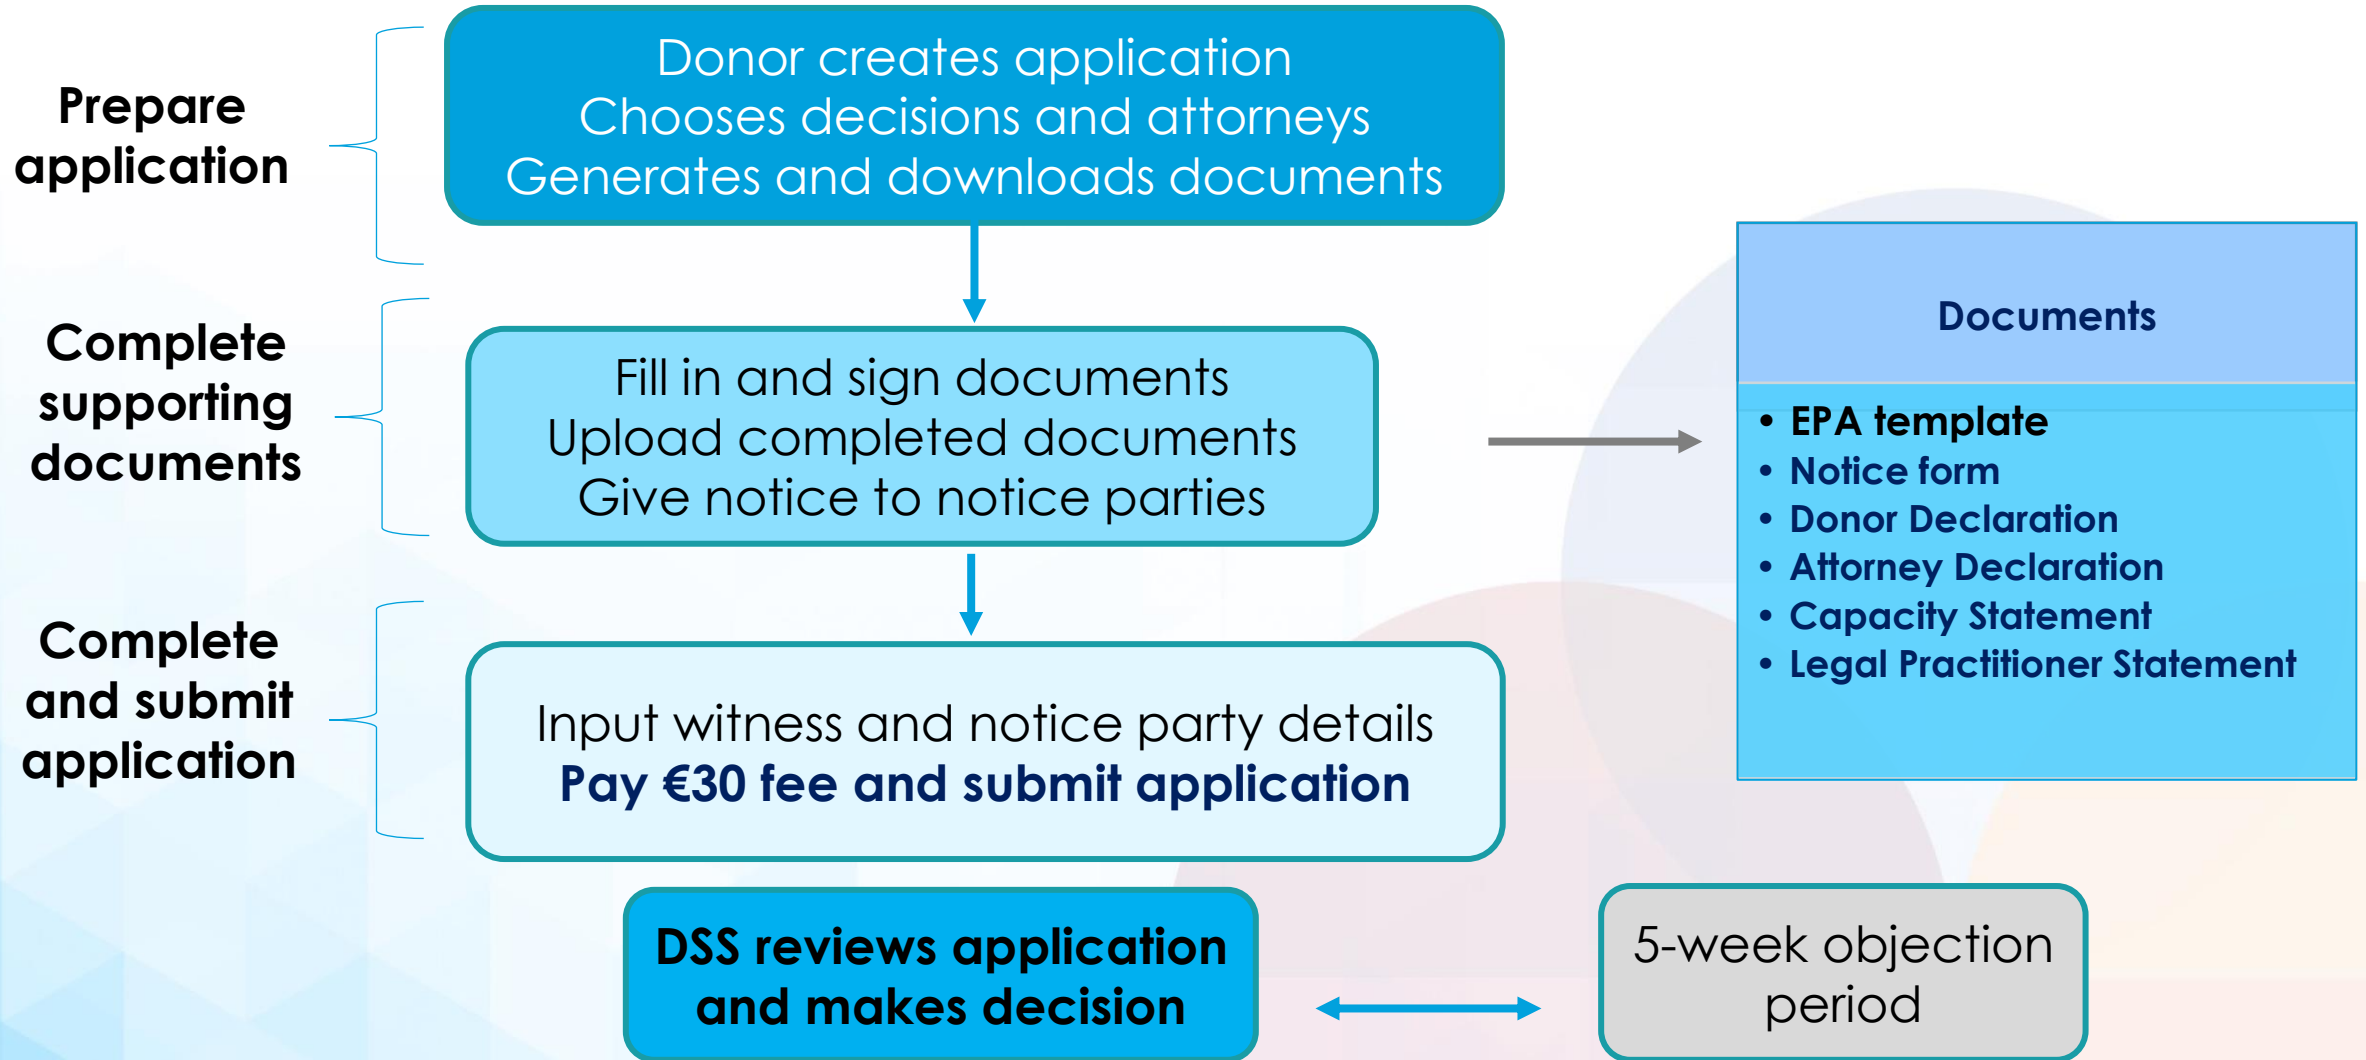 Prepare
application
Donor creates application
Chooses decisions and attorneys
Generates and downloads documents
Complete
supporting
documents
Fill in and sign documents
Upload completed documents
Give notice to notice parties
Documents
• EPA template
• Notice form
• Donor Declaration
• Attorney Declaration
• Capacity Statement
• Legal Practitioner Statement
Complete
and submit
application
Input witness and notice party details
Pay €30 fee and submit application
DSS reviews application
and makes decision
5-week objection
period